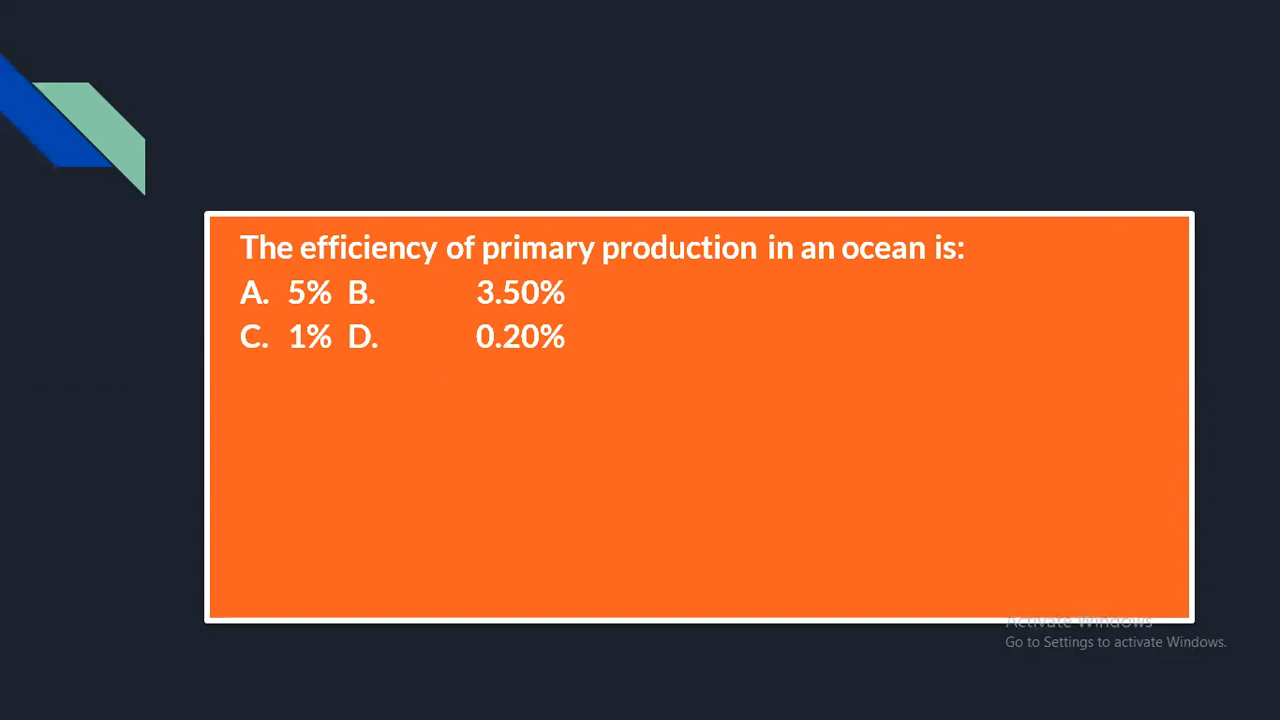 The efficiency of primary production in an ocean is:
A. 5% B. 3.50%
C. 1% D. 0.20%
Activate Windows
Go to Settings to activate Windows.